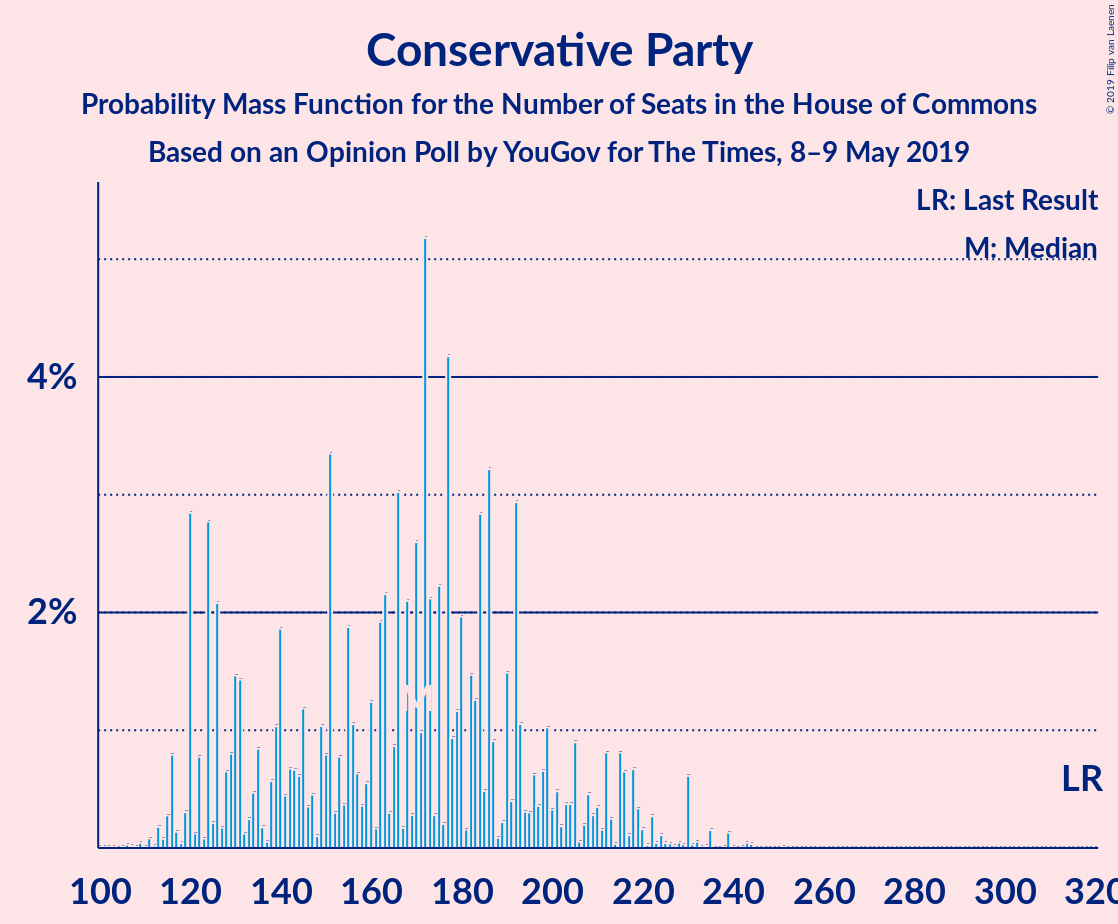 Conservative Party
Probability Mass Function for the Number of Seats in the House of Commons
Based on an Opinion Poll by YouGov for The Times, 8–9 May 2019
© 2019 Filip van Laenen
LR: Last Result
M: Median
4%
2%
M
LR
100 120 140 160 180 200 220 240 260 280 300 320